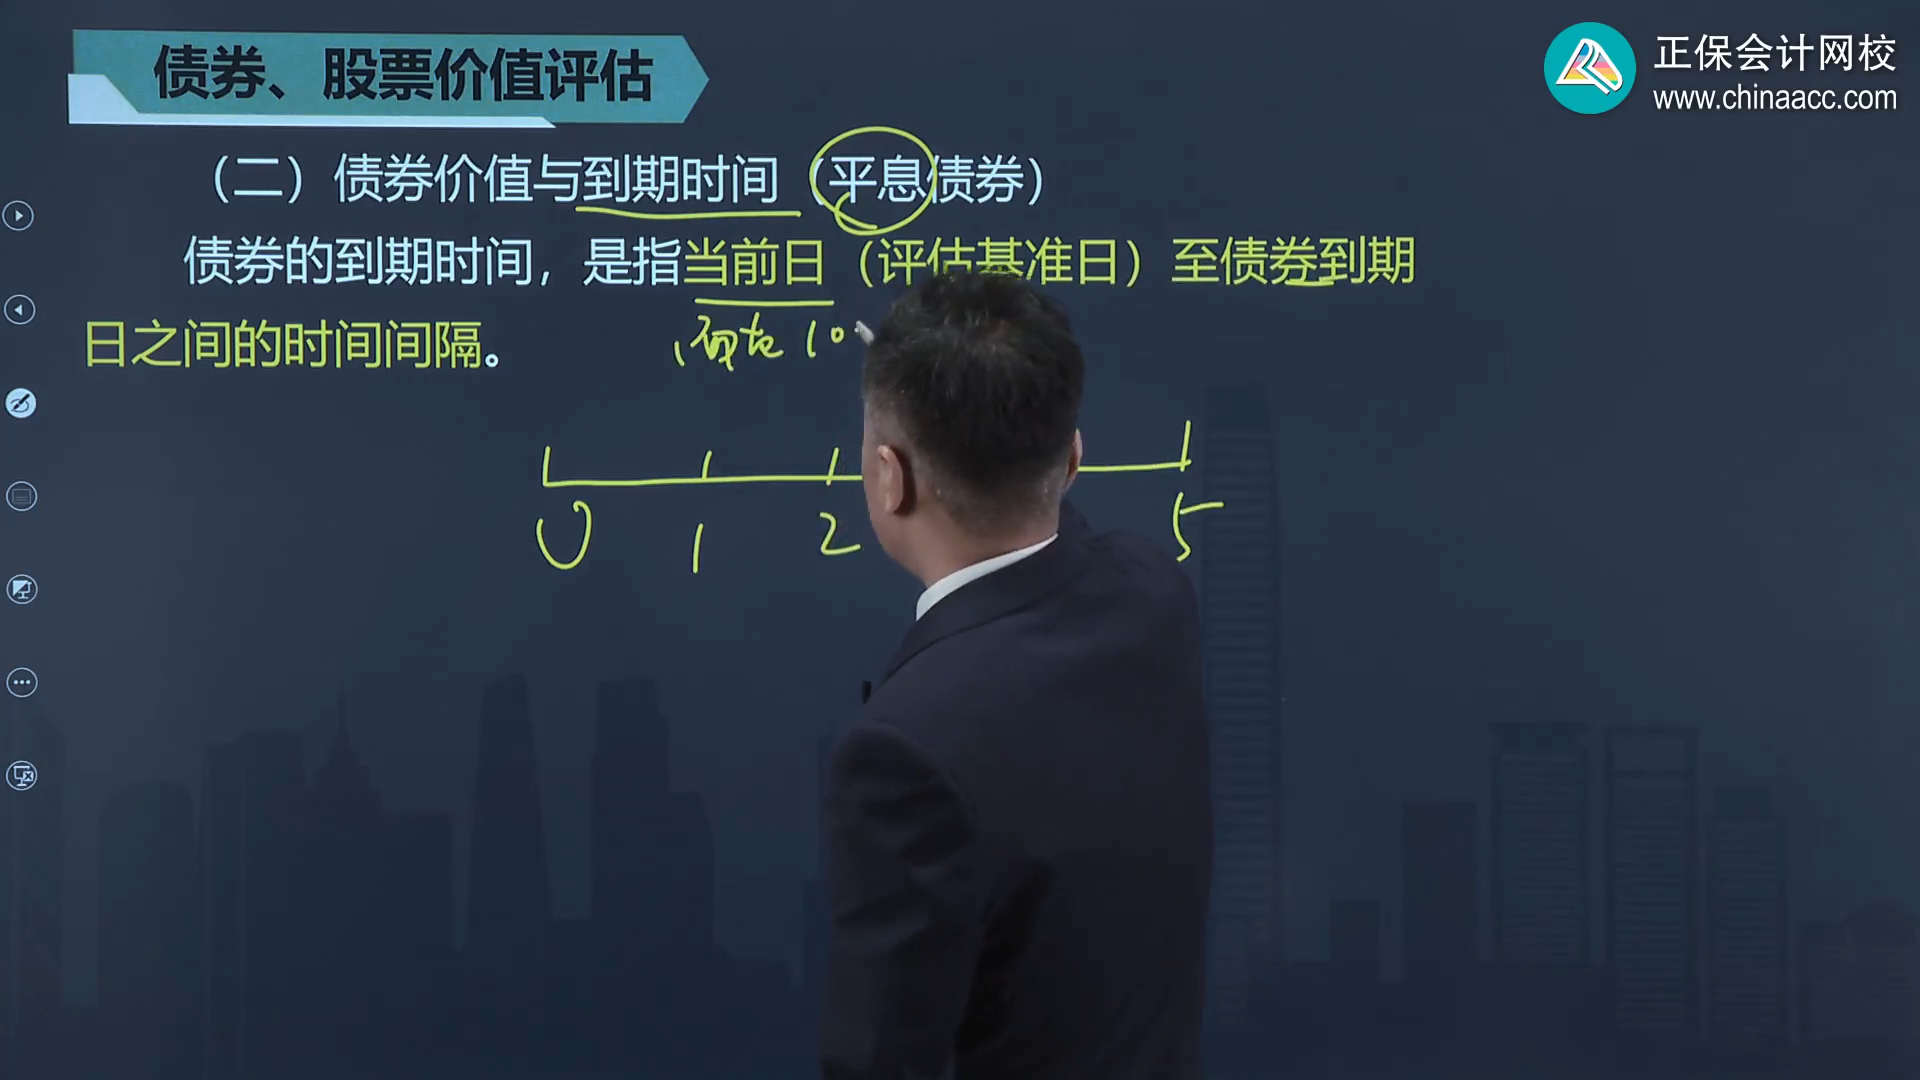 债券、股票价值评估
正保会计网校
www.chinaacc.com
（二）债券价值与到期时间（平息债券）
债券的到期时间，是指当前日（评估基准日）至债券到期
日之间的时间间隔。
10
0 1 2 5